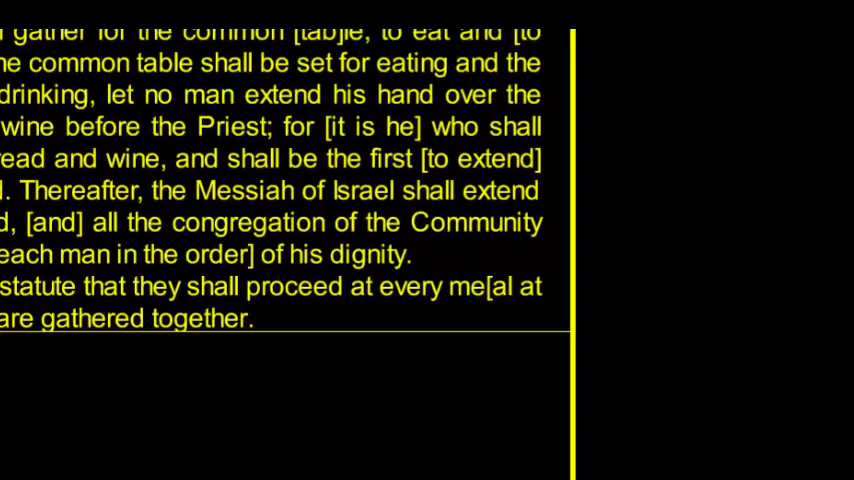 gather for the common [tab]le, to eat and [to
he common table shall be set for eating and the
drinking, let no man extend his hand over the
wine before the Priest; for [it is he] who shall
read and wine, and shall be the first [to extend]
d. Thereafter, the Messiah of Israel shall extend
d, [and] all the congregation of the Community
each man in the order] of his dignity.
statute that they shall proceed at every me[al at
are gathered together.